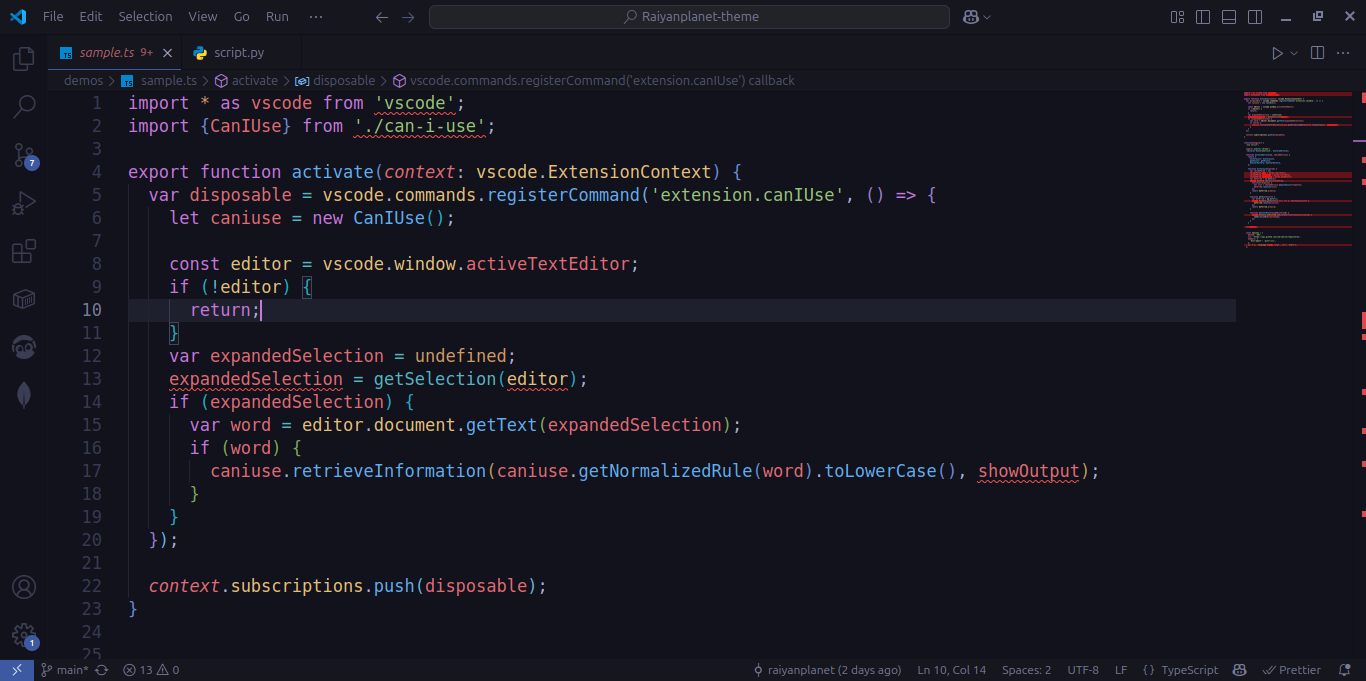 File Edit Selection View Go Run ··· ← → Raiyanplanet-theme
TS sample.ts 9+ × script.py
demos > TS sample.ts > activate > disposable > vscode.commands.registerCommand('extension.canIUse') callback
1 import * as vscode from 'vscode';
2 import {CanIUse} from './can-i-use';
3
4 export function activate(context: vscode.ExtensionContext) {
5 var disposable = vscode.commands.registerCommand('extension.canIUse', () => {
6 let caniuse = new CanIUse();
7
8 const editor = vscode.window.activeTextEditor;
9 if (!editor) {
10 return;
11 }
12 var expandedSelection = undefined;
13 expandedSelection = getSelection(editor);
14 if (expandedSelection) {
15 var word = editor.document.getText(expandedSelection);
16 if (word) {
17 caniuse.retrieveInformation(caniuse.getNormalizedRule(word).toLowerCase(), showOutput);
18 }
19 }
20 });
21
22 context.subscriptions.push(disposable);
23 }
24
25
7
1
main* 13 0 raiyanplanet (2 days ago) Ln 10, Col 14 Spaces: 2 UTF-8 LF {} TypeScript Prettier